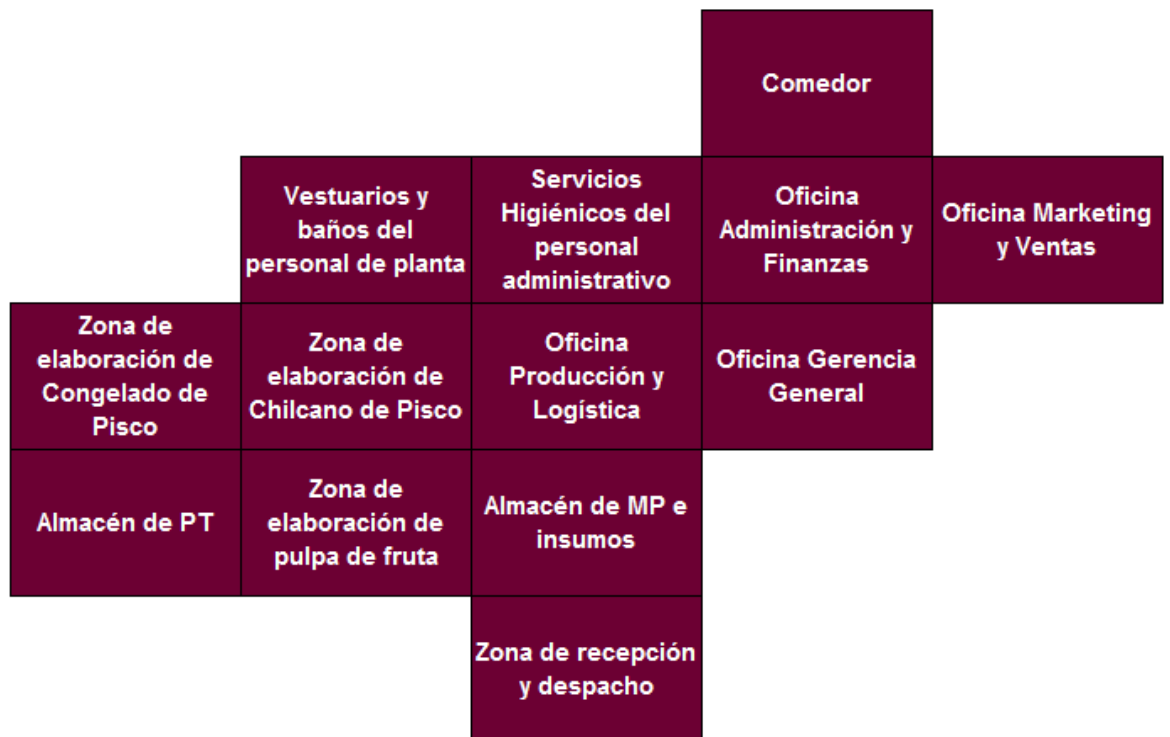 Comedor
Vestuarios y
baños del
personal de planta
Servicios
Higiénicos del
personal
administrativo
Oficina
Administración y
Finanzas
Oficina Marketing
y Ventas
Zona de
elaboración de
Congelado de
Pisco
Zona de
elaboración de
Chilcano de Pisco
Oficina
Producción y
Logística
Oficina Gerencia
General
Almacén de PT
Zona de
elaboración de
pulpa de fruta
Almacén de MP e
insumos
Zona de recepción
y despacho